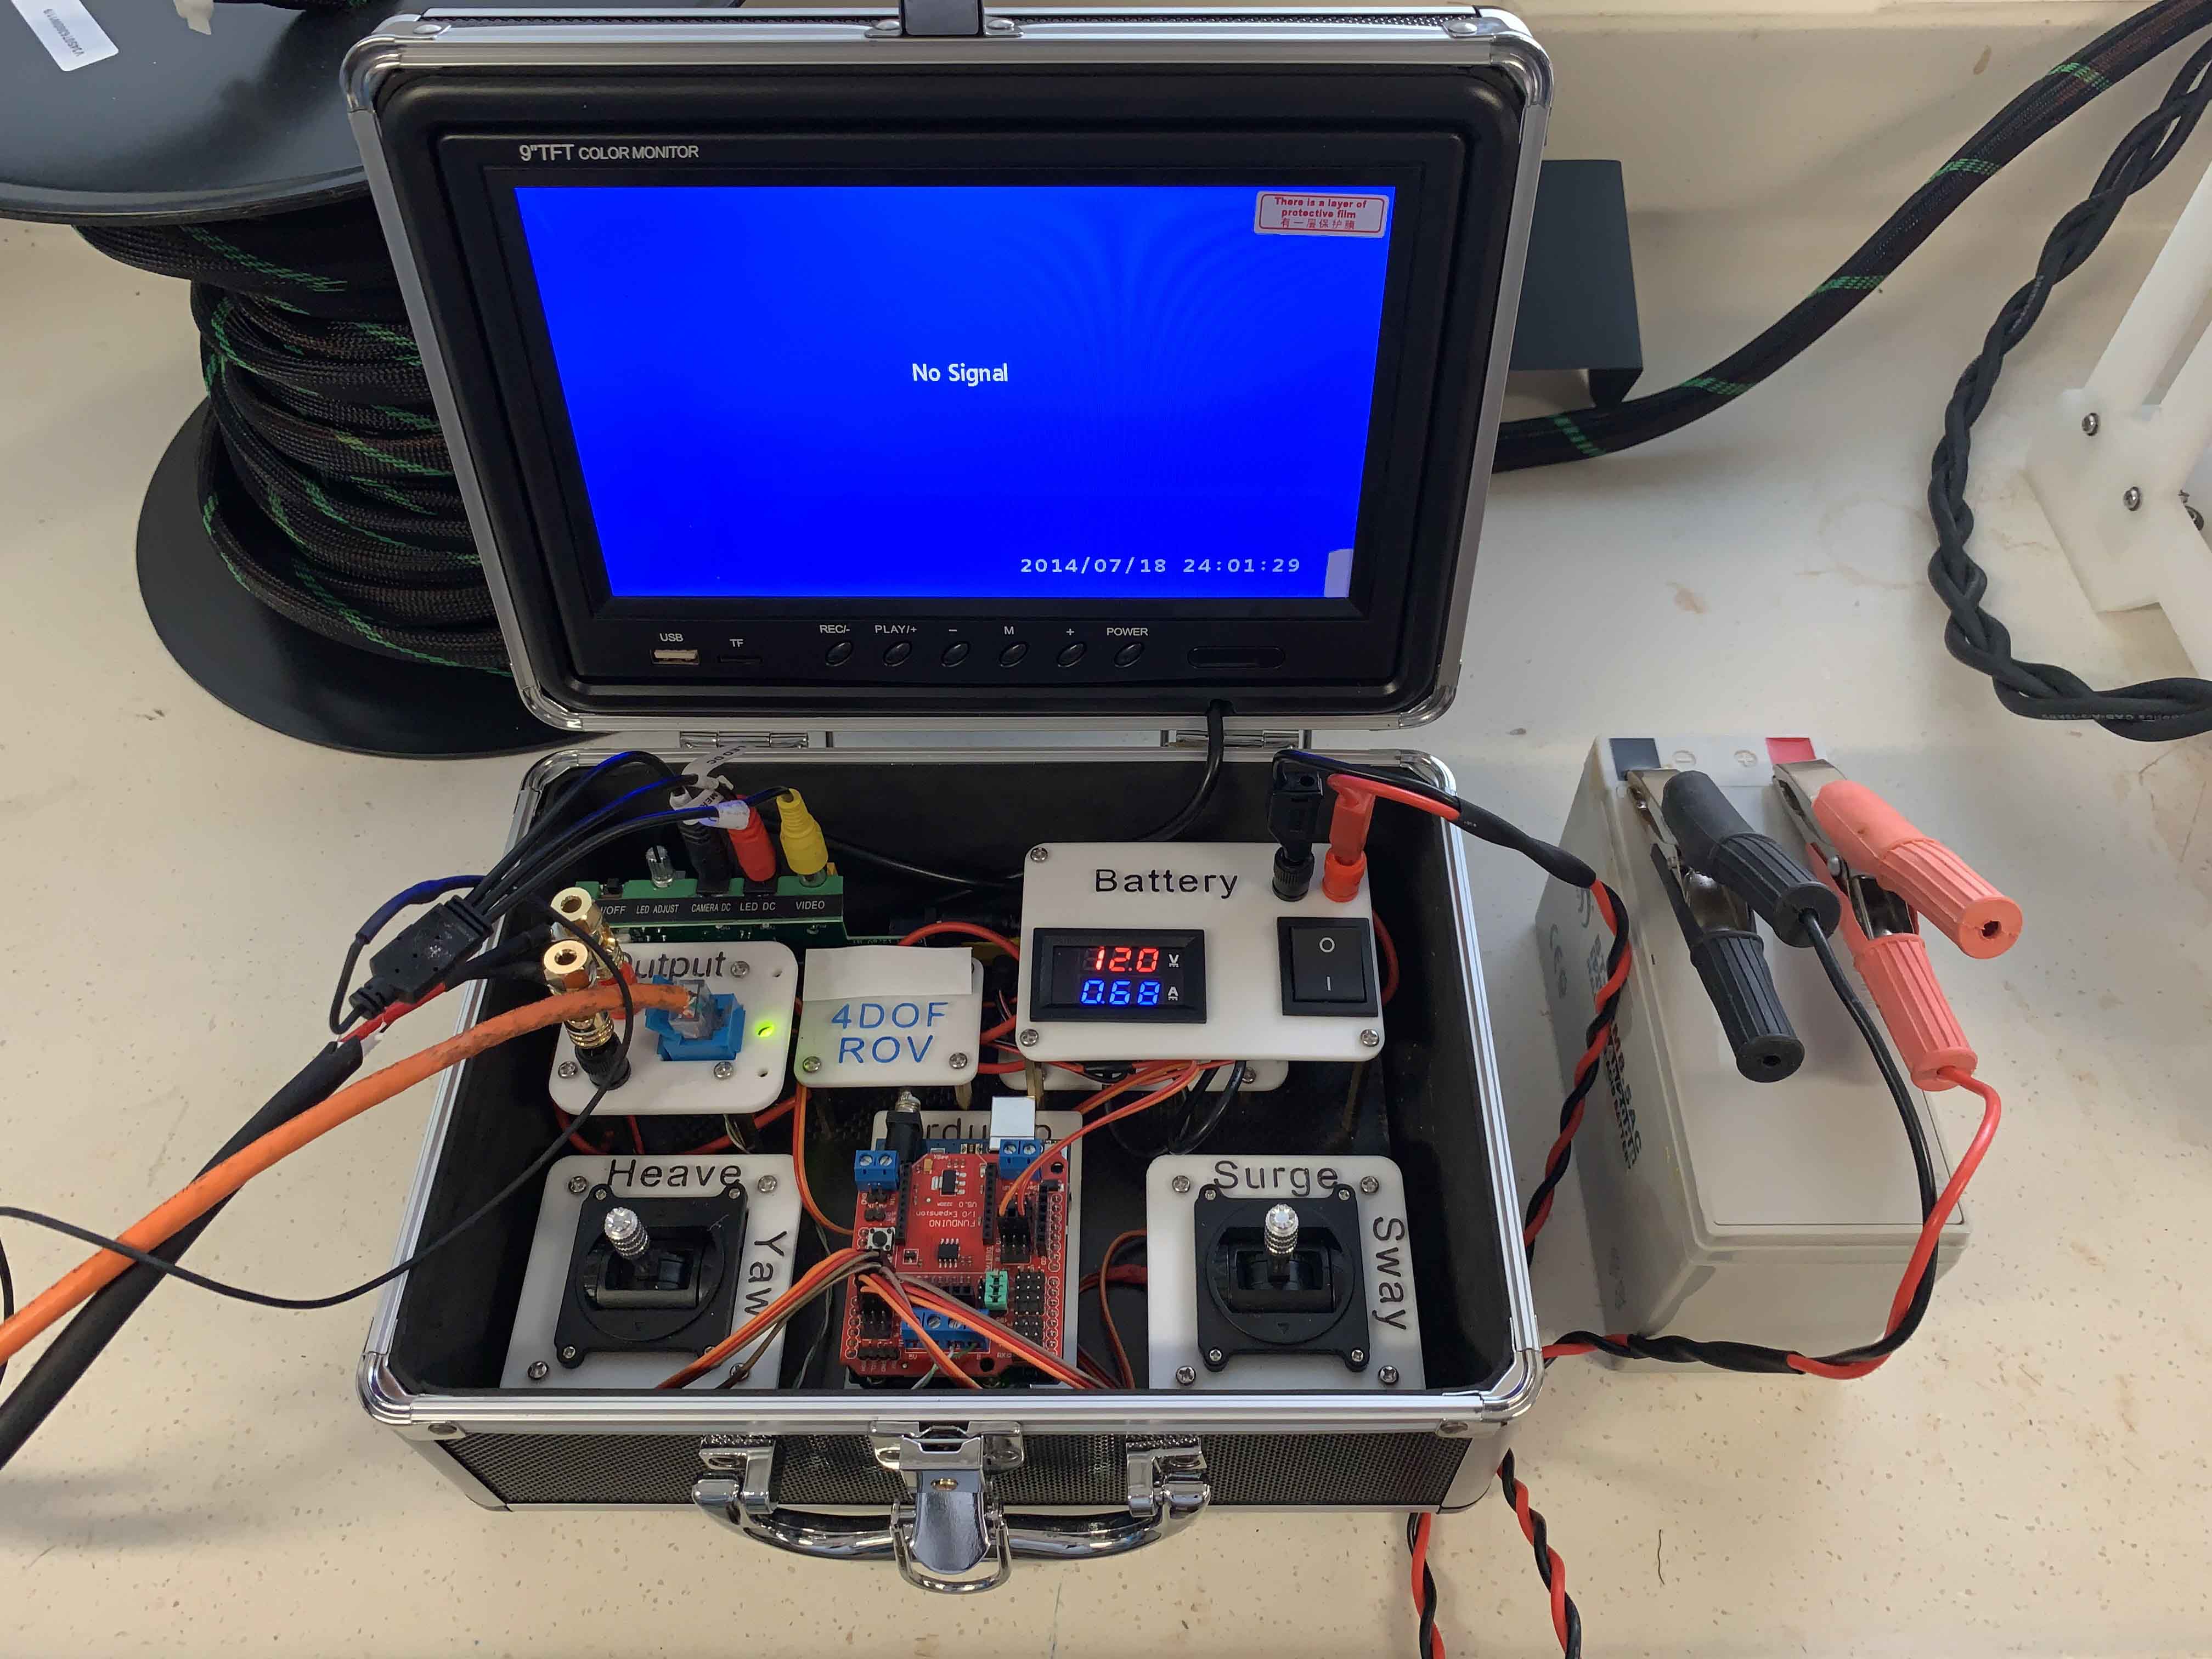 9"TFT COLOR MONITOR
There is a layer of
protective film
有一层保护膜
No Signal
2014/07/18 24:01:29
USB
TF
REC/-
PLAY/+
−
M
+
POWER
LED ADJUST
CAMERA DC
LED DC
VIDEO
Battery
12.0 V
0.68 A
4DOF
ROV
Heave
Yaw
Surge
Sway
FUNDUINO
I/O Expansion
V5.0